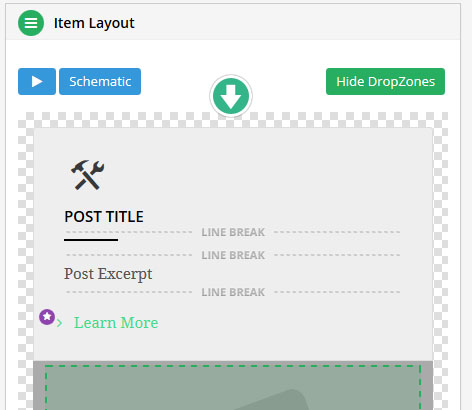 Item Layout
Schematic
Hide DropZones
POST TITLE
LINE BREAK
LINE BREAK
Post Excerpt
LINE BREAK
Learn More